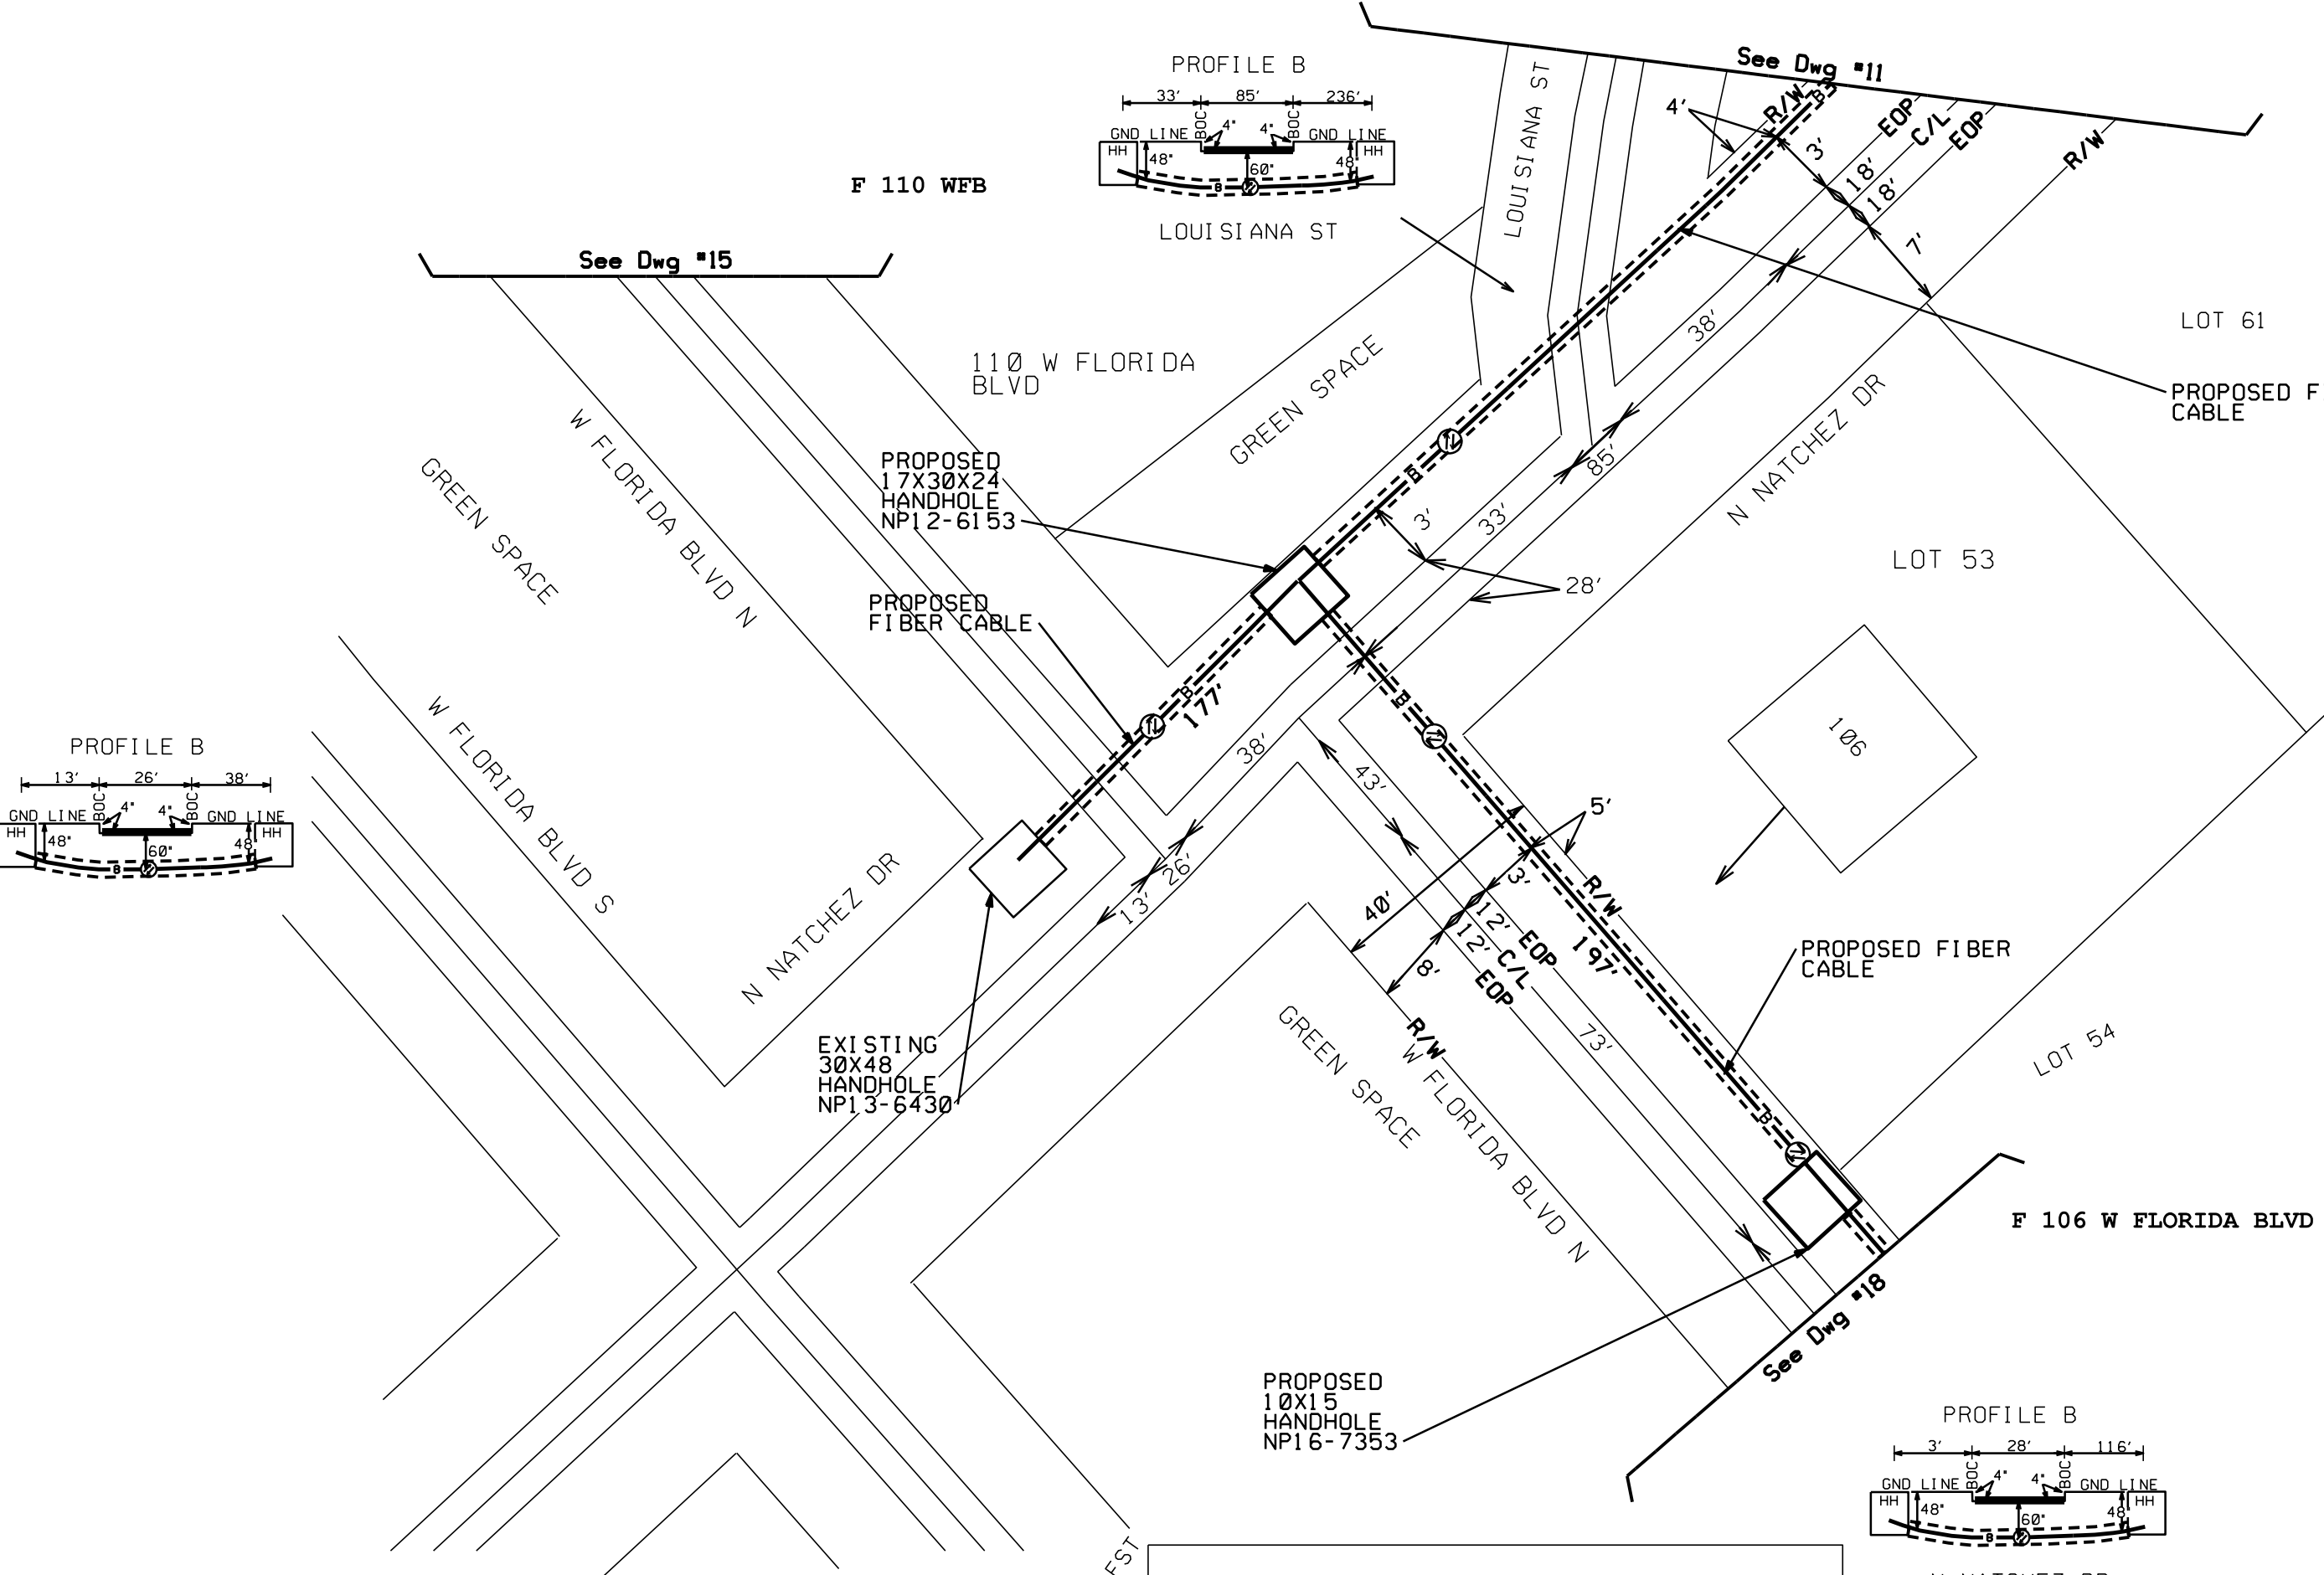 See Dwg #11
PROFILE B
33' 85' 236'
GND LINE BOC 4" 4" BOC GND LINE
HH 48" 60" 48" HH
B
LOUISIANA ST
F 110 WFB
See Dwg #15
LOUISIANA ST
4'
R/W
B
EOP
C/L
EOP
R/W
3'
18'
18'
7'
LOT 61
PROPOSED F
CABLE
110 W FLORIDA
BLVD
GREEN SPACE
38'
85'
33'
N NATCHEZ DR
W FLORIDA BLVD N
GREEN SPACE
PROPOSED
17X30X24
HANDHOLE
NP12-6153
B
3'
28'
LOT 53
PROPOSED
FIBER CABLE
B
177'
B
106
W FLORIDA BLVD S
PROFILE B
13' 26' 38'
GND LINE BOC 4" 4" BOC GND LINE
HH 48" 60" 48" HH
B
38'
26'
13'
43'
5'
40'
3'
12' EOP
12' C/L
EOP
8'
R/W
197'
N NATCHEZ DR
PROPOSED FIBER
CABLE
EXISTING
30X48
HANDHOLE
NP13-6430
GREEN SPACE
R/W
W FLORIDA BLVD N
73'
LOT 54
B
F 106 W FLORIDA BLVD
See Dwg #18
PROPOSED
10X15
HANDHOLE
NP16-7353
PROFILE B
3' 28' 116'
GND LINE BOC 4" 4" BOC GND LINE
HH 48" 60" 48" HH
B